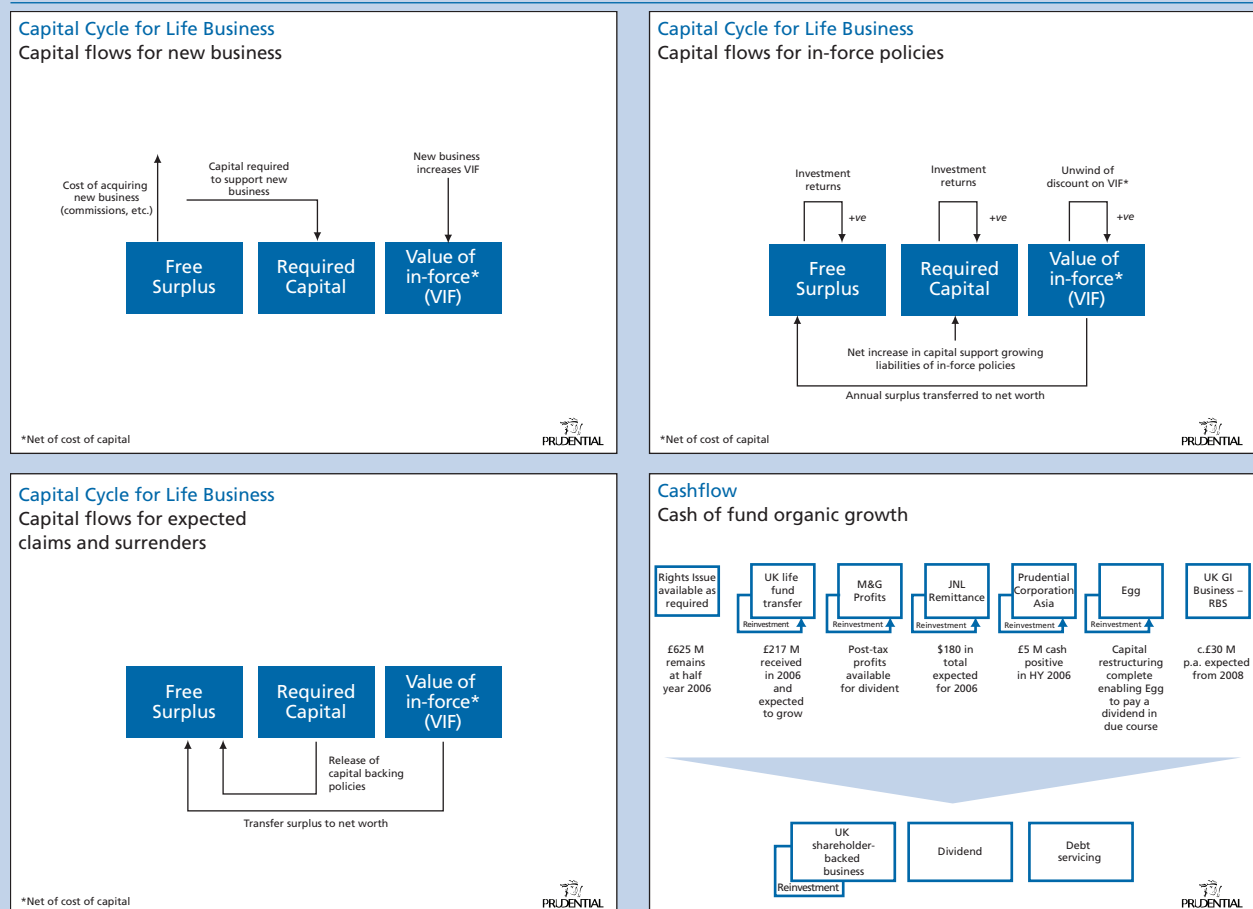 Capital Cycle for Life Business
Capital flows for new business
Cost of acquiring
new business
(commissions, etc.)
Capital required
to support new
business
New business
increases VIF
Free
Surplus
Required
Capital
Value of
in-force*
(VIF)
*Net of cost of capital
PRUDENTIAL
Capital Cycle for Life Business
Capital flows for in-force policies
Investment
returns
+ve
Investment
returns
+ve
Unwind of
discount on VIF*
+ve
Free
Surplus
Required
Capital
Value of
in-force*
(VIF)
Net increase in capital support growing
liabilities of in-force policies
Annual surplus transferred to net worth
*Net of cost of capital
PRUDENTIAL
Capital Cycle for Life Business
Capital flows for expected
claims and surrenders
Free
Surplus
Required
Capital
Value of
in-force*
(VIF)
Release of
capital backing
policies
Transfer surplus to net worth
*Net of cost of capital
PRUDENTIAL
Cashflow
Cash of fund organic growth
Rights Issue
available as
required
UK life
fund
transfer
Reinvestment
M&G
Profits
Reinvestment
JNL
Remittance
Reinvestment
Prudential
Corporation
Asia
Reinvestment
Egg
Reinvestment
UK GI
Business –
RBS
£625 M
remains
at half
year 2006
£217 M
received
in 2006
and
expected
to grow
Post-tax
profits
available
for divident
$180 in
total
expected
for 2006
£5 M cash
positive
in HY 2006
Capital
restructuring
complete
enabling Egg
to pay a
dividend in
due course
c.£30 M
p.a. expected
from 2008
UK
shareholder-
backed
business
Reinvestment
Dividend
Debt
servicing
PRUDENTIAL